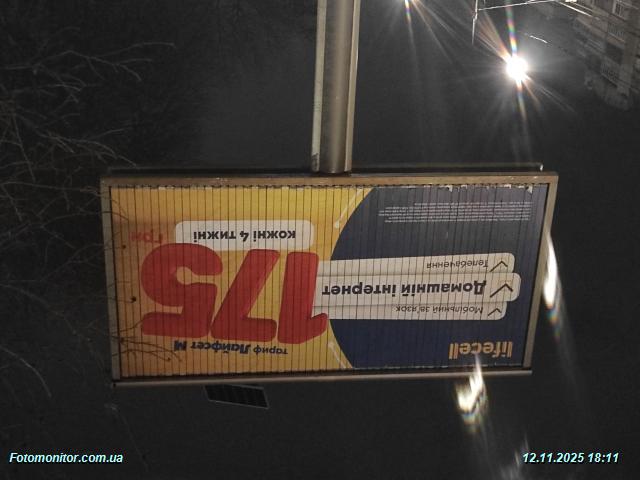 lifecell
Мобільний зв'язок
Домашній інтернет
Телебачення
тариф Лайфсет М
175
грн
кожні 4 тижні
Fotomonitor.com.ua
12.11.2025 18:11